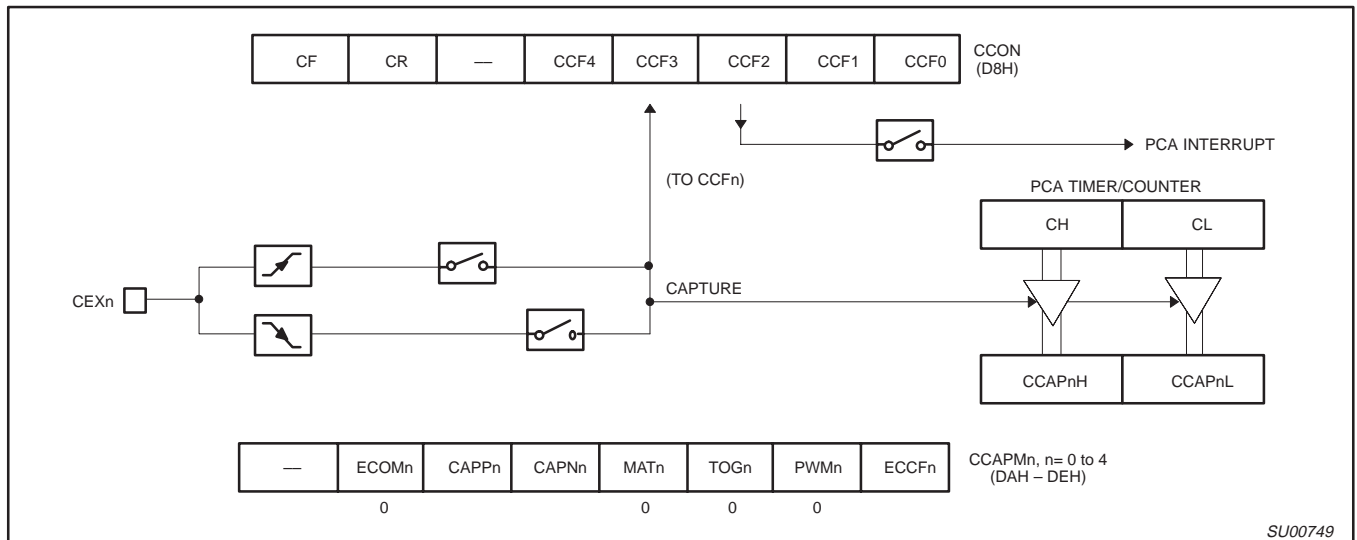 CF CR — CCF4 CCF3 CCF2 CCF1 CCF0
CCON
(D8H)
PCA INTERRUPT
(TO CCFn)
PCA TIMER/COUNTER
CH CL
CEXn
CAPTURE
CCAPnH CCAPnL
— ECOMn CAPPn CAPNn MATn TOGn PWMn ECCFn
CCAPMn, n= 0 to 4
(DAH – DEH)
0 0 0 0
SU00749